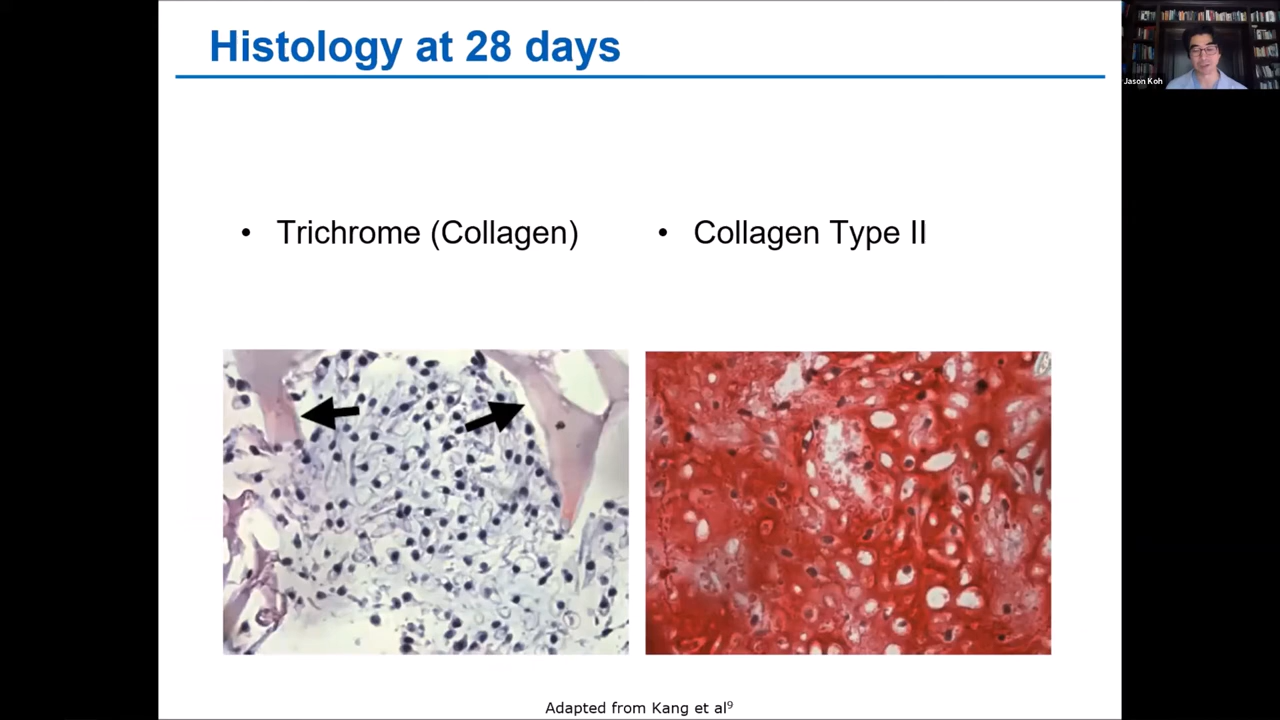 Histology at 28 days
Jason Koh
• Trichrome (Collagen)
• Collagen Type II
Adapted from Kang et al⁹